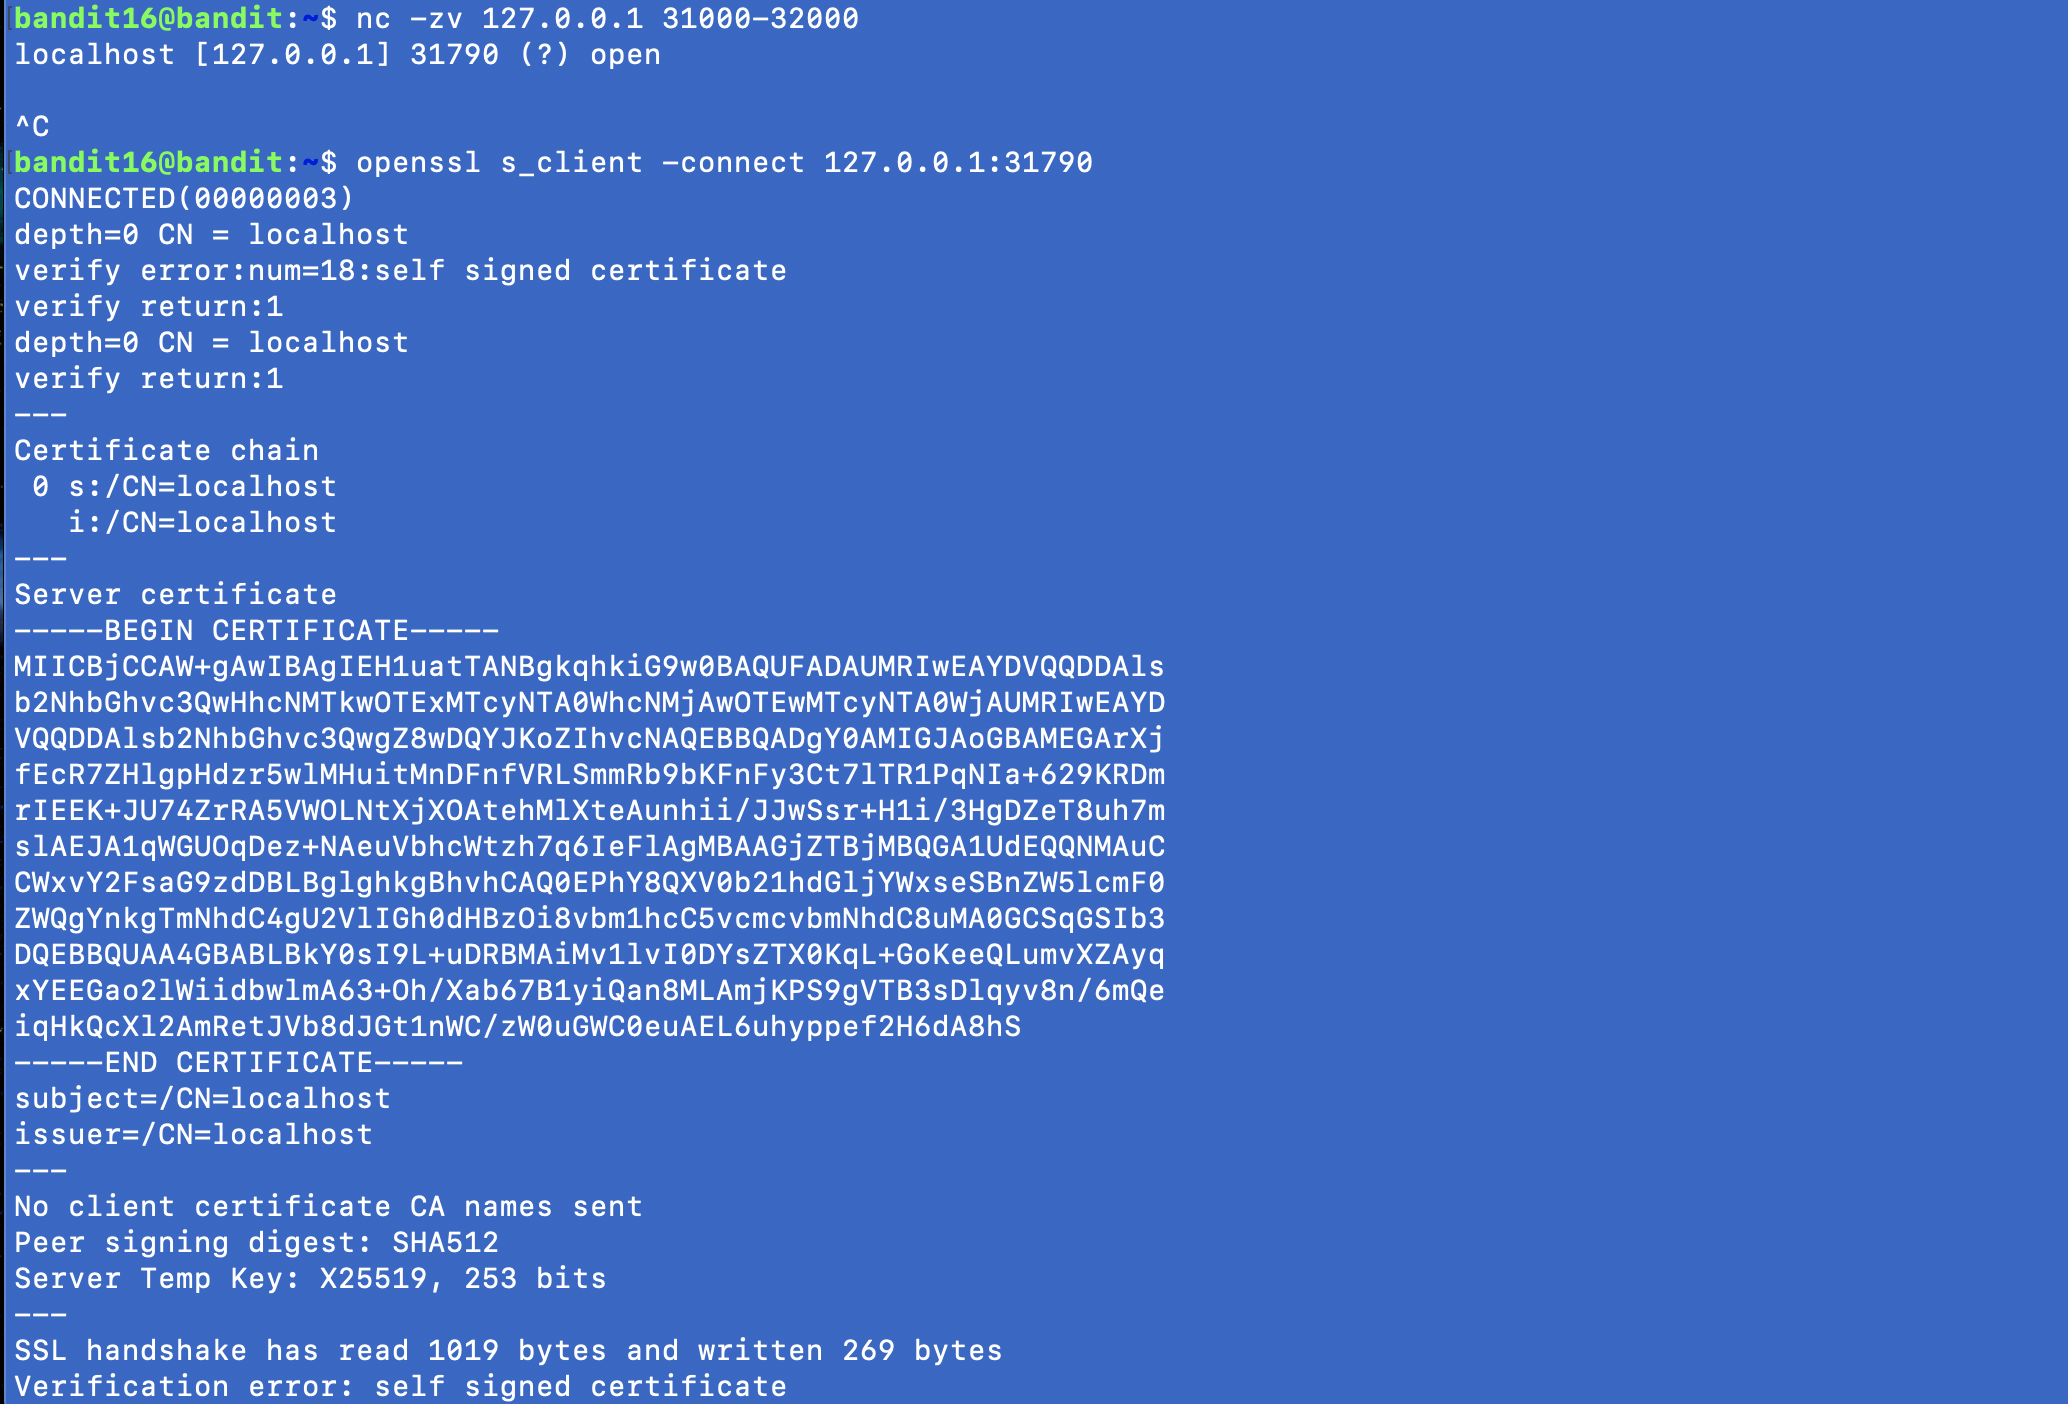 bandit16@bandit:~$ nc -zv 127.0.0.1 31000-32000
localhost [127.0.0.1] 31790 (?) open

^C
bandit16@bandit:~$ openssl s_client -connect 127.0.0.1:31790
CONNECTED(00000003)
depth=0 CN = localhost
verify error:num=18:self signed certificate
verify return:1
depth=0 CN = localhost
verify return:1
---
Certificate chain
 0 s:/CN=localhost
   i:/CN=localhost
---
Server certificate
-----BEGIN CERTIFICATE-----
MIICBjCCAW+gAwIBAgIEH1uatTANBgkqhkiG9w0BAQUFADAUMRIwEAYDVQQDDAls
b2NhbGhvc3QwHhcNMTkwOTExMTcyNTA0WhcNMjAwOTEwMTcyNTA0WjAUMRIwEAYD
VQQDDAlsb2NhbGhvc3QwgZ8wDQYJKoZIhvcNAQEBBQADgY0AMIGJAoGBAMEGArXj
fEcR7ZHlgpHdzr5wlMHuitMnDFnfVRLSmmRb9bKFnFy3Ct7lTR1PqNIa+629KRDm
rIEEK+JU74ZrRA5VWOLNtXjXOAtehMlXteAunhii/JJwSsr+H1i/3HgDZeT8uh7m
slAEJA1qWGUOqDez+NAeuVbhcWtzh7q6IeFlAgMBAAGjZTBjMBQGA1UdEQQNMAuC
CWxvY2FsaG9zdDBLBglghkgBhvhCAQ0EPhY8QXV0b21hdGljYWxseSBnZW5lcmF0
ZWQgYnkgTmNhdC4gU2VlIGh0dHBzOi8vbm1hcC5vcmcvbmNhdC8uMA0GCSqGSIb3
DQEBBQUAA4GBABLBkY0sI9L+uDRBMAiMv1lvI0DYsZTX0KqL+GoKeeQLumvXZAyq
xYEEGao2lWiidbwlmA63+Oh/Xab67B1yiQan8MLAmjKPS9gVTB3sDlqyv8n/6mQe
iqHkQcXl2AmRetJVb8dJGt1nWC/zW0uGWC0euAEL6uhyppef2H6dA8hS
-----END CERTIFICATE-----
subject=/CN=localhost
issuer=/CN=localhost
---
No client certificate CA names sent
Peer signing digest: SHA512
Server Temp Key: X25519, 253 bits
---
SSL handshake has read 1019 bytes and written 269 bytes
Verification error: self signed certificate